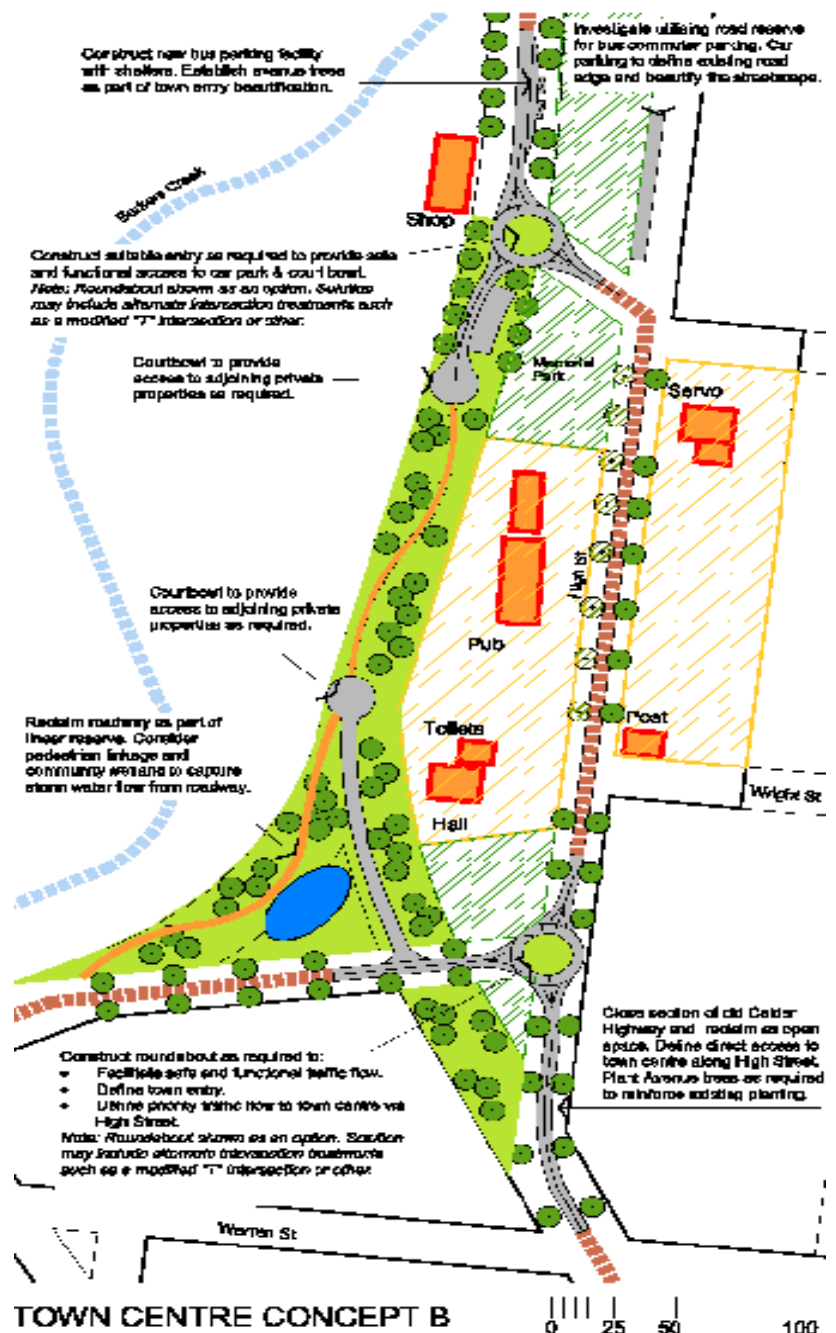 Construct new bus parking facility
with shelters. Establish avenue trees
as part of town entry beautification.
Investigate utilising road reserve
for bus commuter parking. Car
parking to define existing road
edge and beautify the streetscape.
Creek
Shop
Construct suitable entry as required to provide safe
and functional access to car park & court bowl.
Note: Roundabout shown as an option. Solution
may include alternate intersection treatments such
as a modified "T" intersection or other.
Courtbowl to provide
access to adjoining private
properties as required.
Memorial
Park
Servo
High St
Courtbowl to provide
access to adjoining private
properties as required.
Pub
Reclaim roadway as part of
linear reserve. Consider
pedestrian linkage and
community wetland to capture
storm water flow from roadway.
Toilets
Post
Hall
Wright St
Close section of old Calder
Highway and reclaim as open
space. Define direct access to
town centre along High Street.
Plant Avenue trees as required
to reinforce existing planting.
Construct roundabout as required to:
• Facilitate safe and functional traffic flow.
• Define town entry.
• Define priority traffic flow to town centre via
High Street.
Note: Roundabout shown as an option. Solution
may include alternate intersection treatments
such as a modified "T" intersection or other.
Warren St
TOWN CENTRE CONCEPT B
0 25 50 100